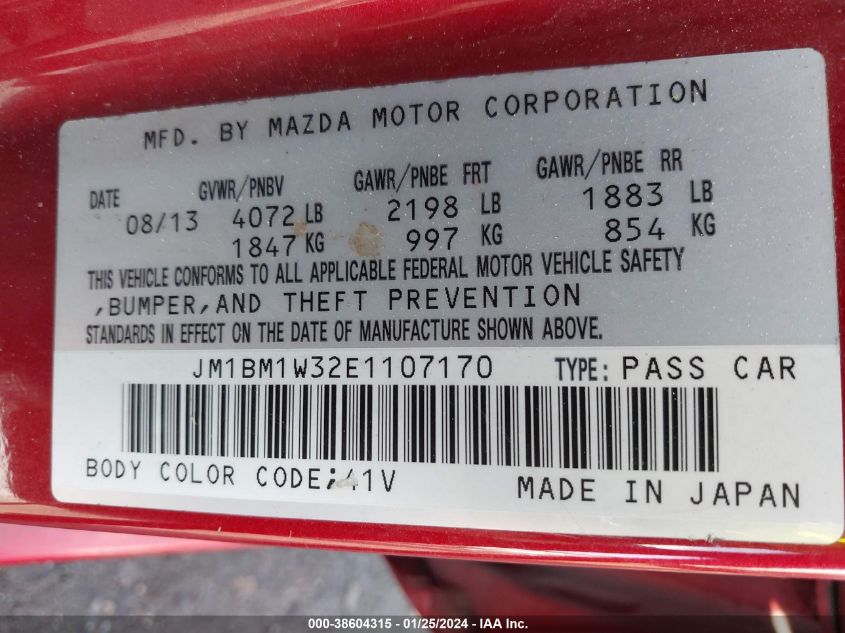 MFD. BY MAZDA MOTOR CORPORATION
DATE GVWR/PNBV GAWR/PNBE FRT GAWR/PNBE RR
08/13 4072 LB 2198 LB 1883 LB
1847 KG 997 KG 854 KG
THIS VEHICLE CONFORMS TO ALL APPLICABLE FEDERAL MOTOR VEHICLE SAFETY
,BUMPER,AND THEFT PREVENTION
STANDARDS IN EFFECT ON THE DATE OF MANUFACTURE SHOWN ABOVE.
JM1BM1W32E1107170 TYPE: PASS CAR
BODY COLOR CODE; 41V
MADE IN JAPAN
000-38604315 - 01/25/2024 - IAA, Inc.